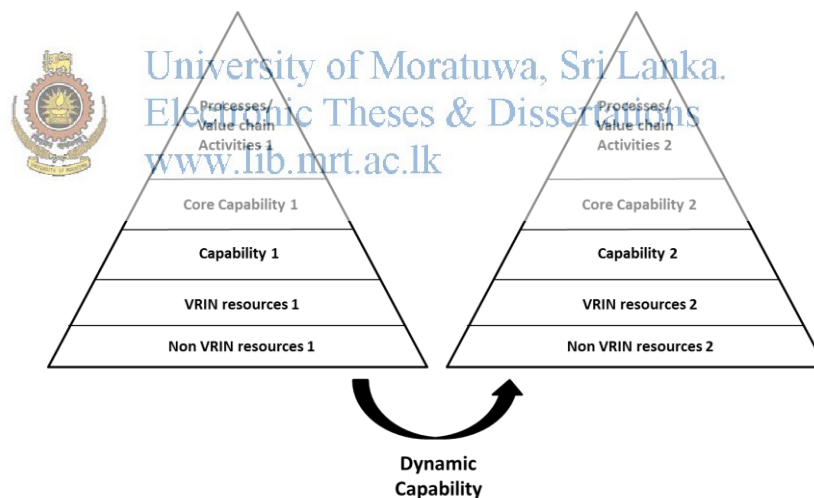 University of Moratuwa, Sri Lanka.
Electronic Theses & Dissertations
www.lib.mrt.ac.lk
Processes/
Value chain
Activities 1
Core Capability 1
Capability 1
VRIN resources 1
Non VRIN resources 1
Processes/
Value chain
Activities 2
Core Capability 2
Capability 2
VRIN resources 2
Non VRIN resources 2
Dynamic
Capability